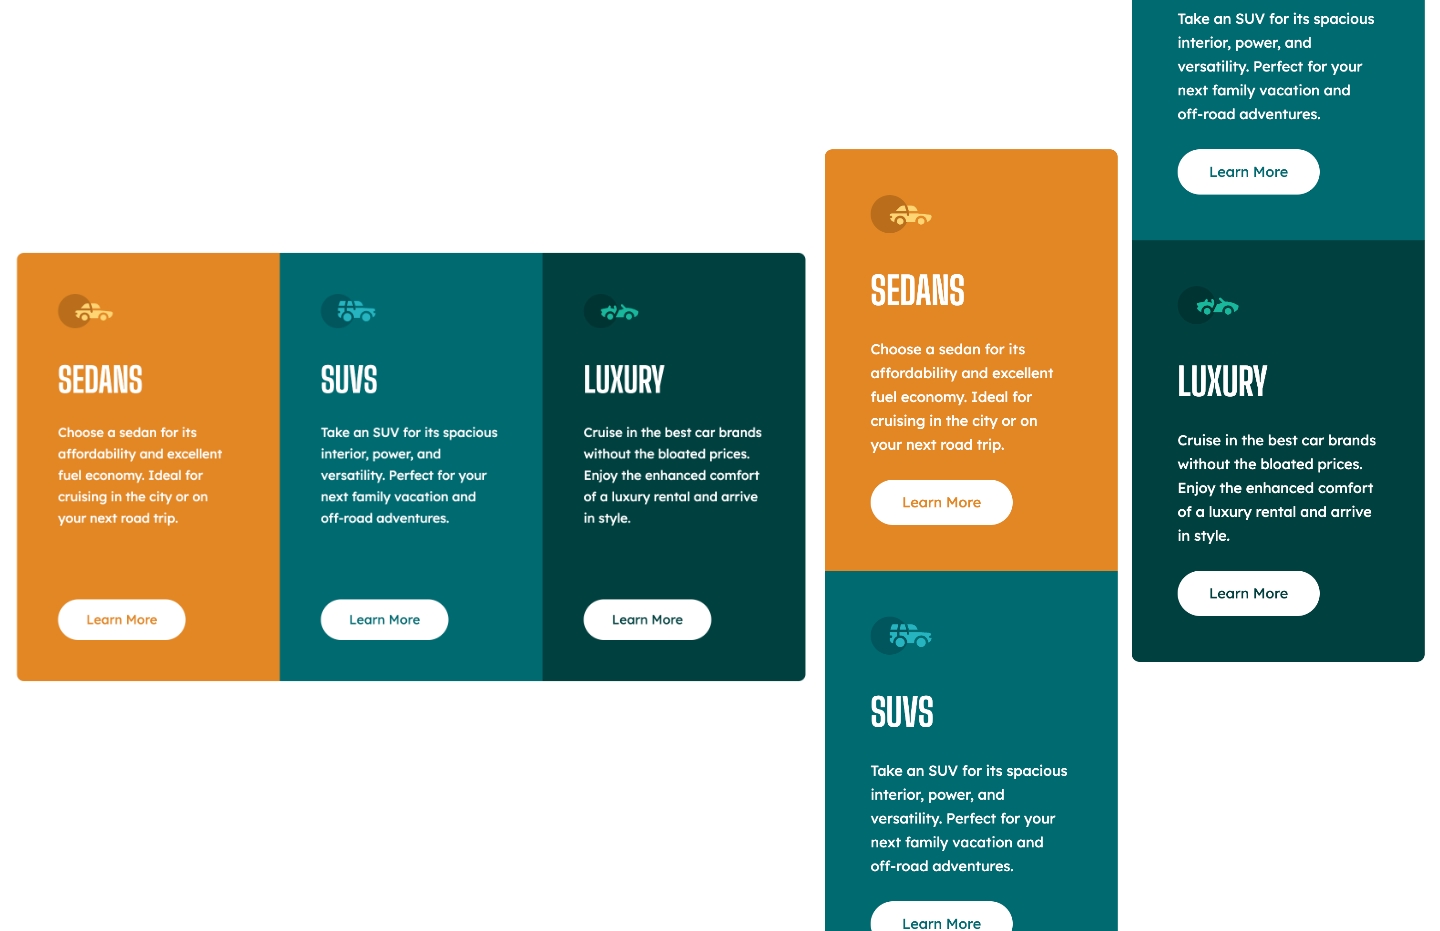 SEDANS
Choose a sedan for its
affordability and excellent
fuel economy. Ideal for
cruising in the city or on
your next road trip.
Learn More
SUVS
Take an SUV for its spacious
interior, power, and
versatility. Perfect for your
next family vacation and
off-road adventures.
Learn More
LUXURY
Cruise in the best car brands
without the bloated prices.
Enjoy the enhanced comfort
of a luxury rental and arrive
in style.
Learn More
SEDANS
Choose a sedan for its
affordability and excellent
fuel economy. Ideal for
cruising in the city or on
your next road trip.
Learn More
SUVS
Take an SUV for its spacious
interior, power, and
versatility. Perfect for your
next family vacation and
off-road adventures.
Learn More
Take an SUV for its spacious
interior, power, and
versatility. Perfect for your
next family vacation and
off-road adventures.
Learn More
LUXURY
Cruise in the best car brands
without the bloated prices.
Enjoy the enhanced comfort
of a luxury rental and arrive
in style.
Learn More